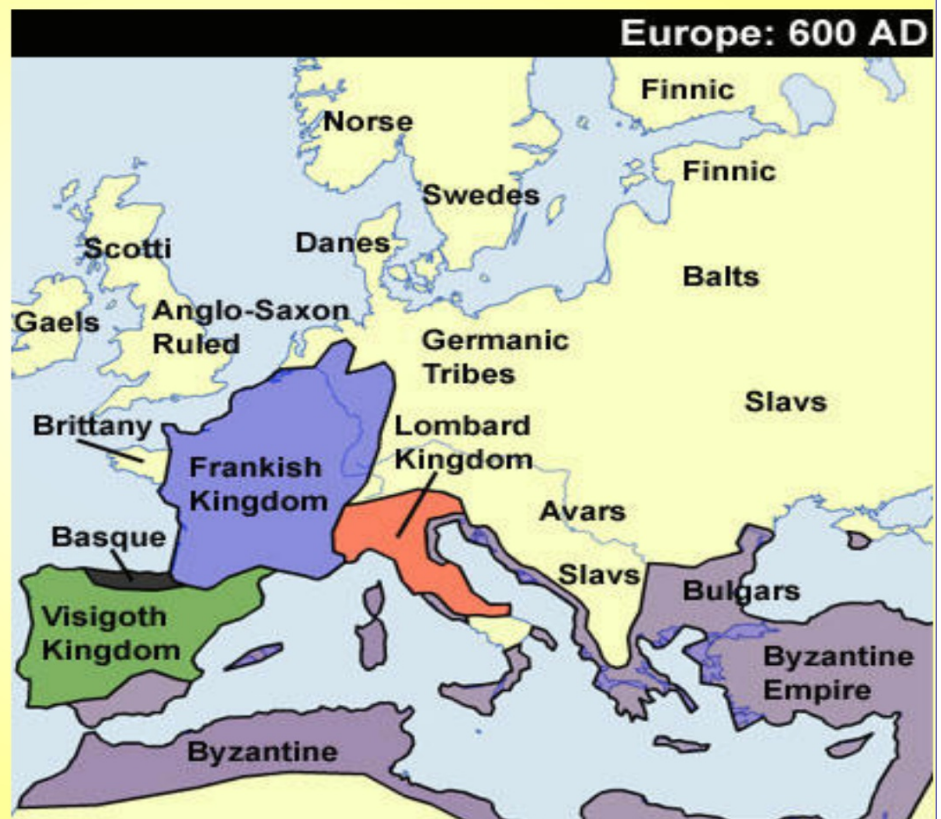 Europe: 600 AD
Finnic
Norse
Finnic
Swedes
Scotti
Danes
Balts
Gaels
Anglo-Saxon
Ruled
Germanic
Tribes
Slavs
Brittany
Lombard
Kingdom
Frankish
Kingdom
Avars
Basque
Slavs
Bulgars
Visigoth
Kingdom
Byzantine
Empire
Byzantine